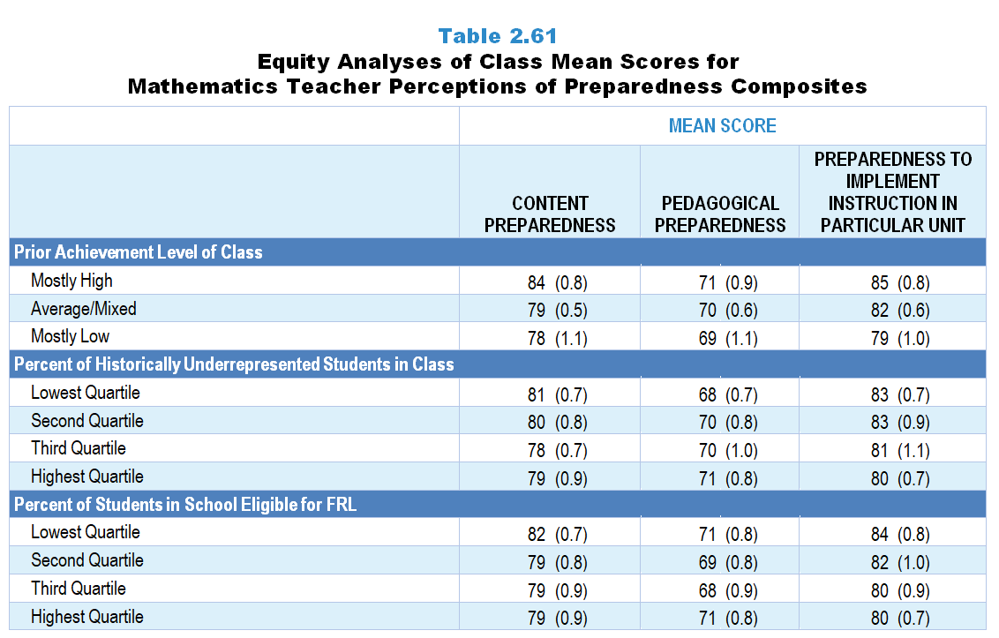 Table 2.61
Equity Analyses of Class Mean Scores for
Mathematics Teacher Perceptions of Preparedness Composites
MEAN SCORE
CONTENT PREPAREDNESS PEDAGOGICAL PREPAREDNESS PREPAREDNESS TO IMPLEMENT INSTRUCTION IN PARTICULAR UNIT
Prior Achievement Level of Class
Mostly High 84 (0.8) 71 (0.9) 85 (0.8)
Average/Mixed 79 (0.5) 70 (0.6) 82 (0.6)
Mostly Low 78 (1.1) 69 (1.1) 79 (1.0)
Percent of Historically Underrepresented Students in Class
Lowest Quartile 81 (0.7) 68 (0.7) 83 (0.7)
Second Quartile 80 (0.8) 70 (0.8) 83 (0.9)
Third Quartile 78 (0.7) 70 (1.0) 81 (1.1)
Highest Quartile 79 (0.9) 71 (0.8) 80 (0.7)
Percent of Students in School Eligible for FRL
Lowest Quartile 82 (0.7) 71 (0.8) 84 (0.8)
Second Quartile 79 (0.8) 69 (0.8) 82 (1.0)
Third Quartile 79 (0.9) 68 (0.9) 80 (0.9)
Highest Quartile 79 (0.9) 71 (0.8) 80 (0.7)